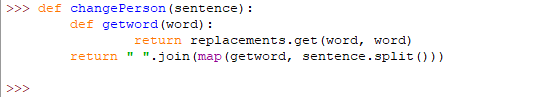 >>> def changePerson(sentence):
        def getword(word):
                return replacements.get(word, word)
        return " ".join(map(getword, sentence.split()))
>>>